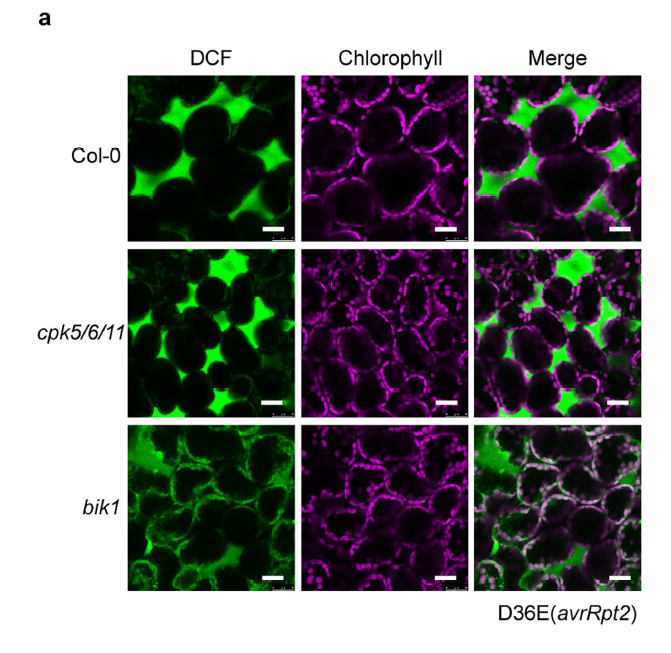 a
DCF Chlorophyll Merge
Col-0
cpk5/6/11
bik1
D36E(avrRpt2)